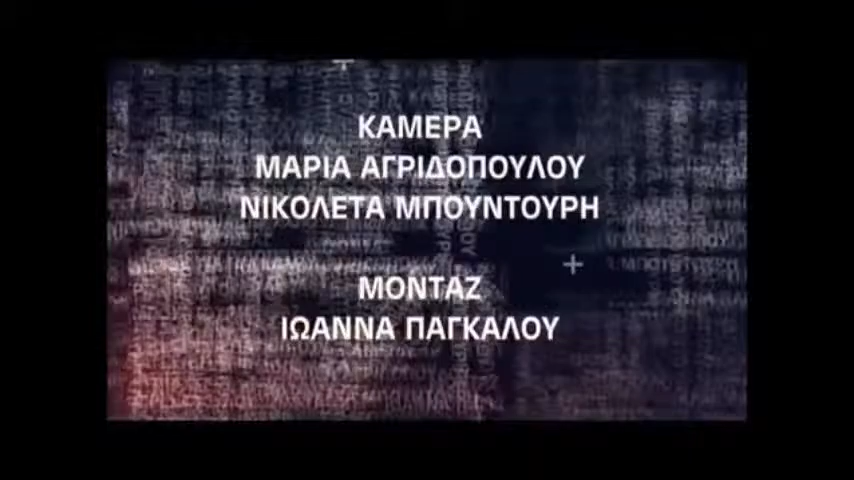 ΚΑΜΕΡΑ
ΜΑΡΙΑ ΑΓΡΙΔΟΠΟΥΛΟΥ
ΝΙΚΟΛΕΤΑ ΜΠΟΥΝΤΟΥΡΗ
ΜΟΝΤΑΖ
ΙΩΑΝΝΑ ΠΑΓΚΑΛΟΥ